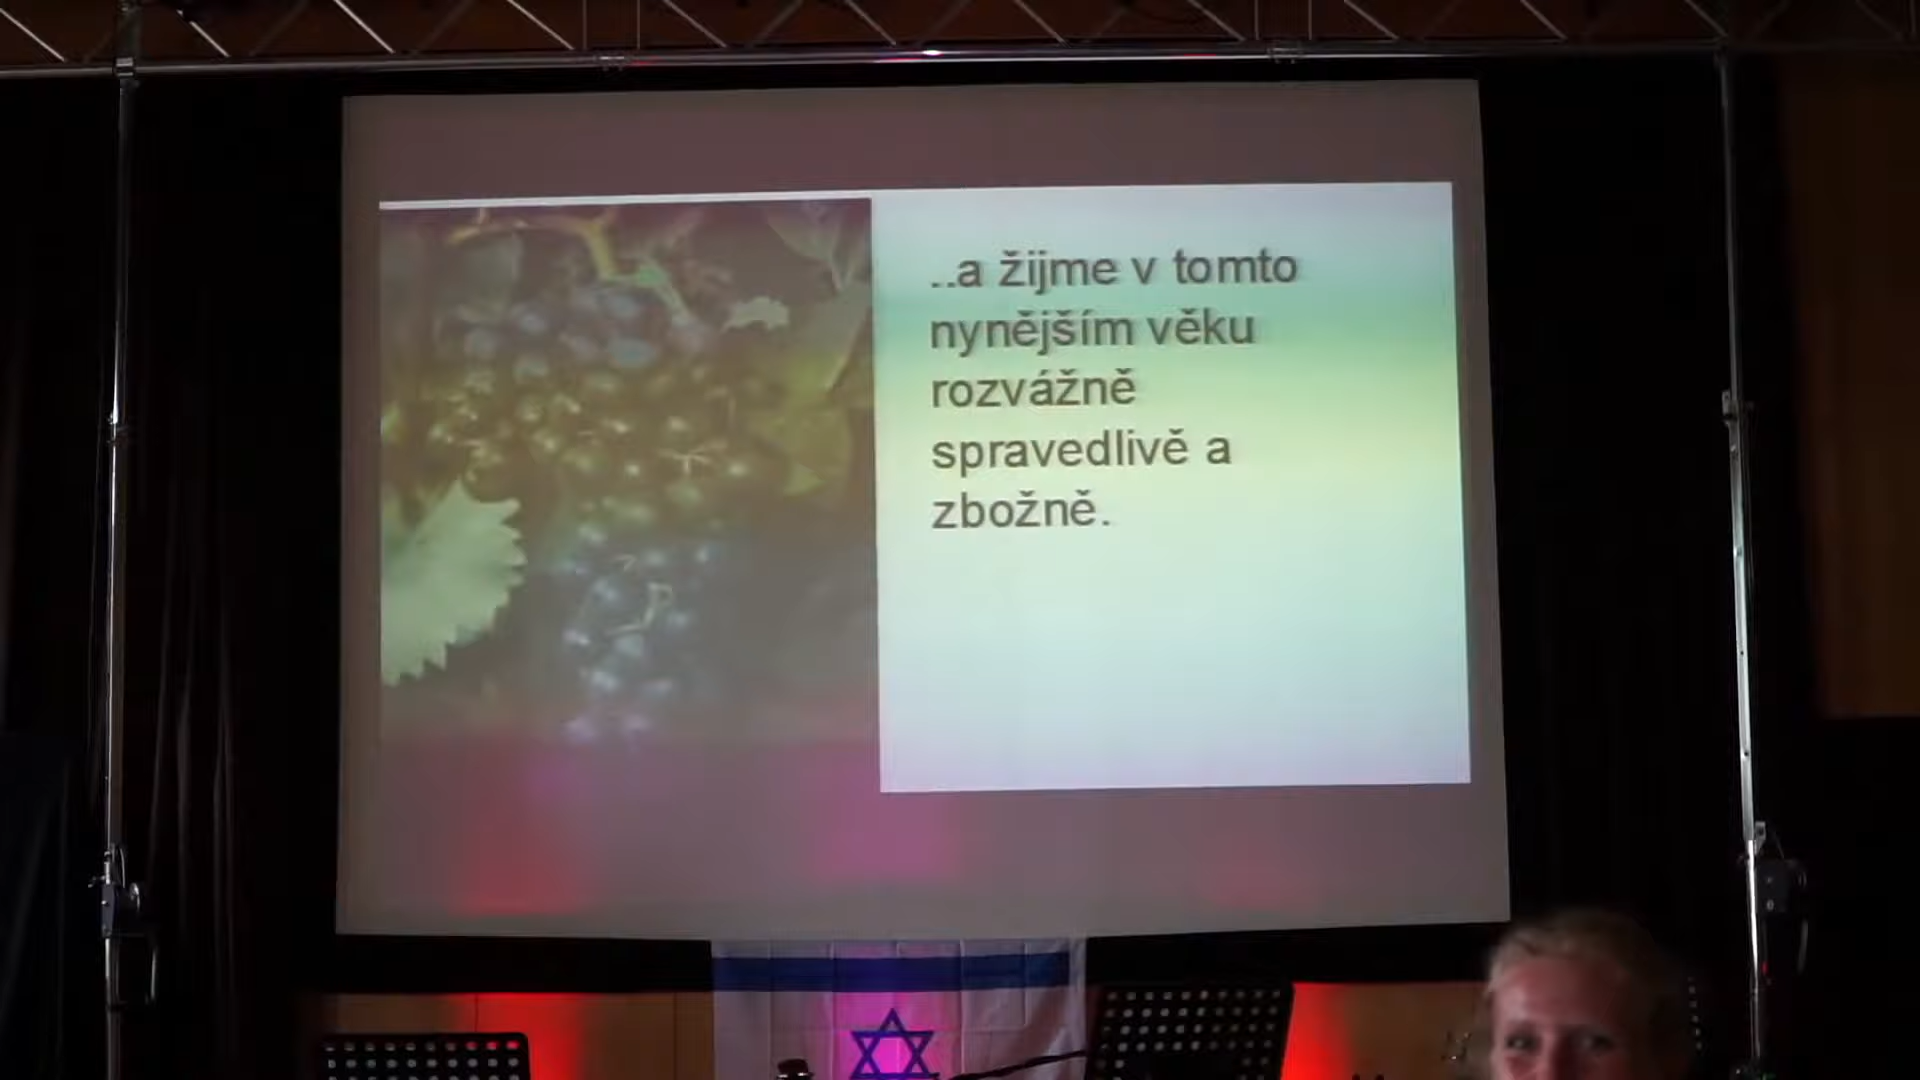 ..a žijme v tomto
nynějším věku
rozvážně
spravedlivě a
zbožně.